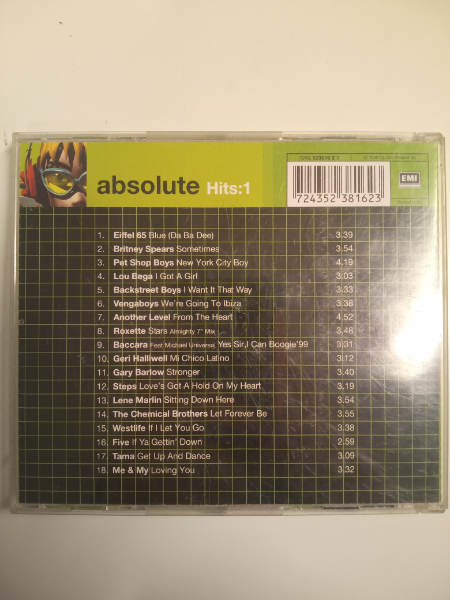 absolute Hits:1
EMI
724352 381623
1. Eiffel 65 Blue (Da Ba Dee) 3.39
2. Britney Spears Sometimes 3.54
3. Pet Shop Boys New York City Boy 4.19
4. Lou Bega I Got A Girl 3.03
5. Backstreet Boys I Want It That Way 3.33
6. Vengaboys We're Going To Ibiza 3.38
7. Another Level From The Heart 4.52
8. Roxette Stars Almighty 7" Mix 3.48
9. Baccara Feat Michael Universal Yes Sir,I Can Boogie'99 3.31
10. Geri Halliwell Mi Chico Latino 3.12
11. Gary Barlow Stronger 3.40
12. Steps Love's Got A Hold On My Heart 3.19
13. Lene Marlin Sitting Down Here 3.54
14. The Chemical Brothers Let Forever Be 3.55
15. Westlife If I Let You Go 3.38
16. Five If Ya Gettin' Down 2.59
17. Tama Get Up And Dance 3.09
18. Me & My Loving You 3.32